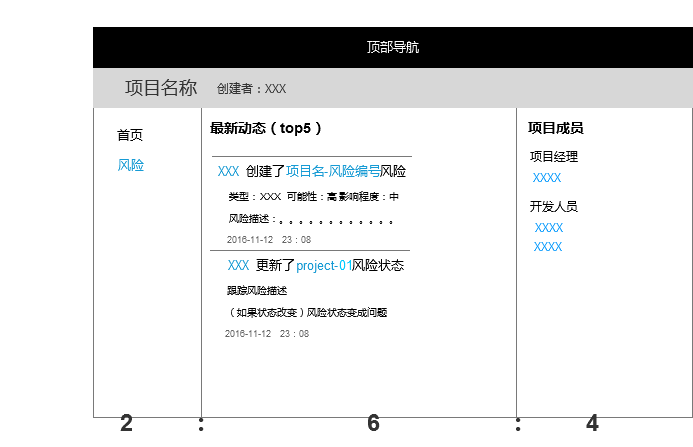 顶部导航
项目名称 创建者：XXX
首页
风险
最新动态（top5）
XXX 创建了项目名-风险编号风险
类型：XXX 可能性：高 影响程度：中
风险描述：。。。。。。。。。。。。
2016-11-12 23：08
XXX 更新了project-01风险状态
跟踪风险描述
（如果状态改变）风险状态变成问题
2016-11-12 23：08
项目成员
项目经理
XXXX
开发人员
XXXX
XXXX
2 : 6 : 4